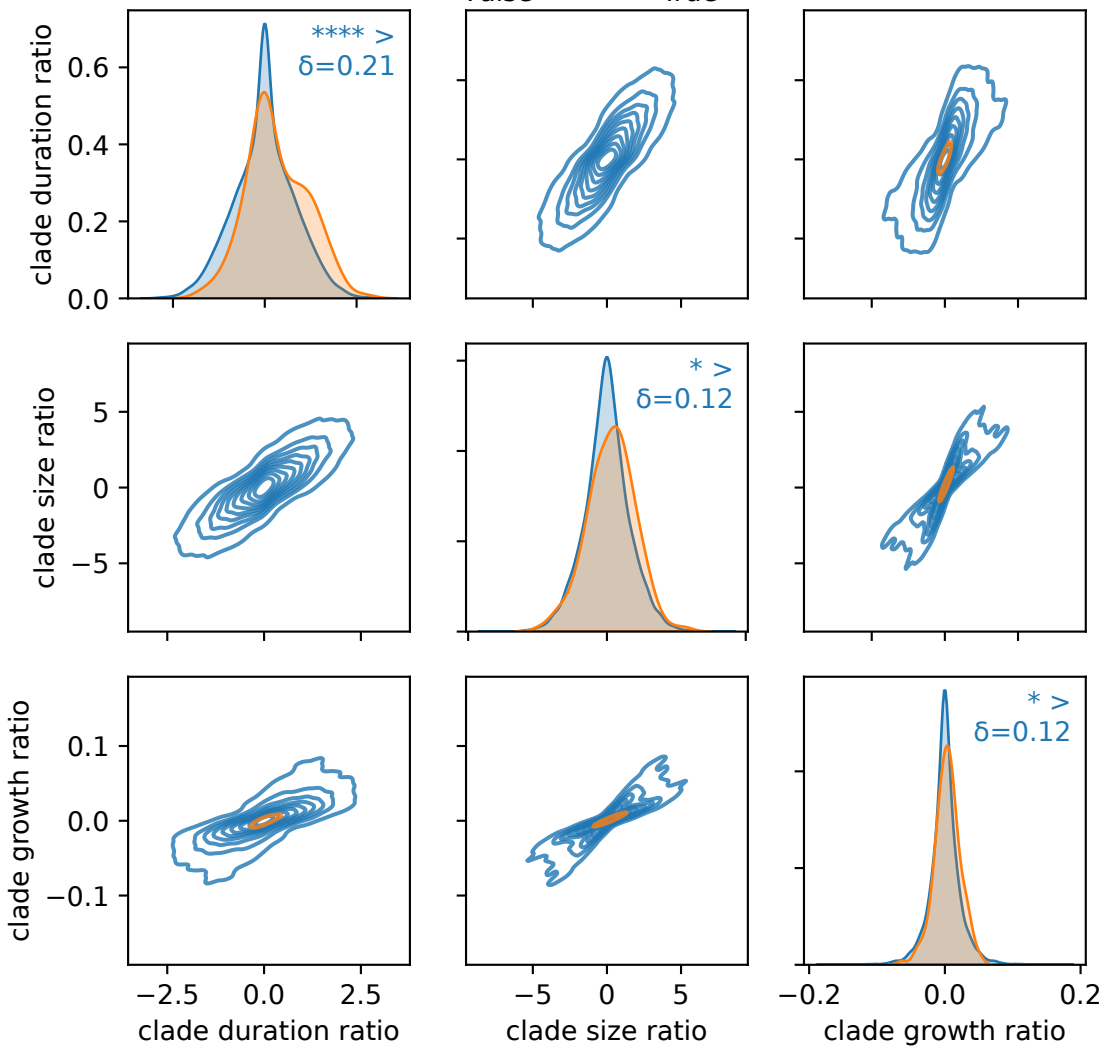 **** >
δ=0.21
clade duration ratio
0.6
0.4
0.2
0.0
* >
δ=0.12
clade size ratio
5
0
−5
* >
δ=0.12
clade growth ratio
0.1
0.0
−0.1
−2.5 0.0 2.5
−5 0 5
−0.2 0.0 0.2
clade duration ratio
clade size ratio
clade growth ratio